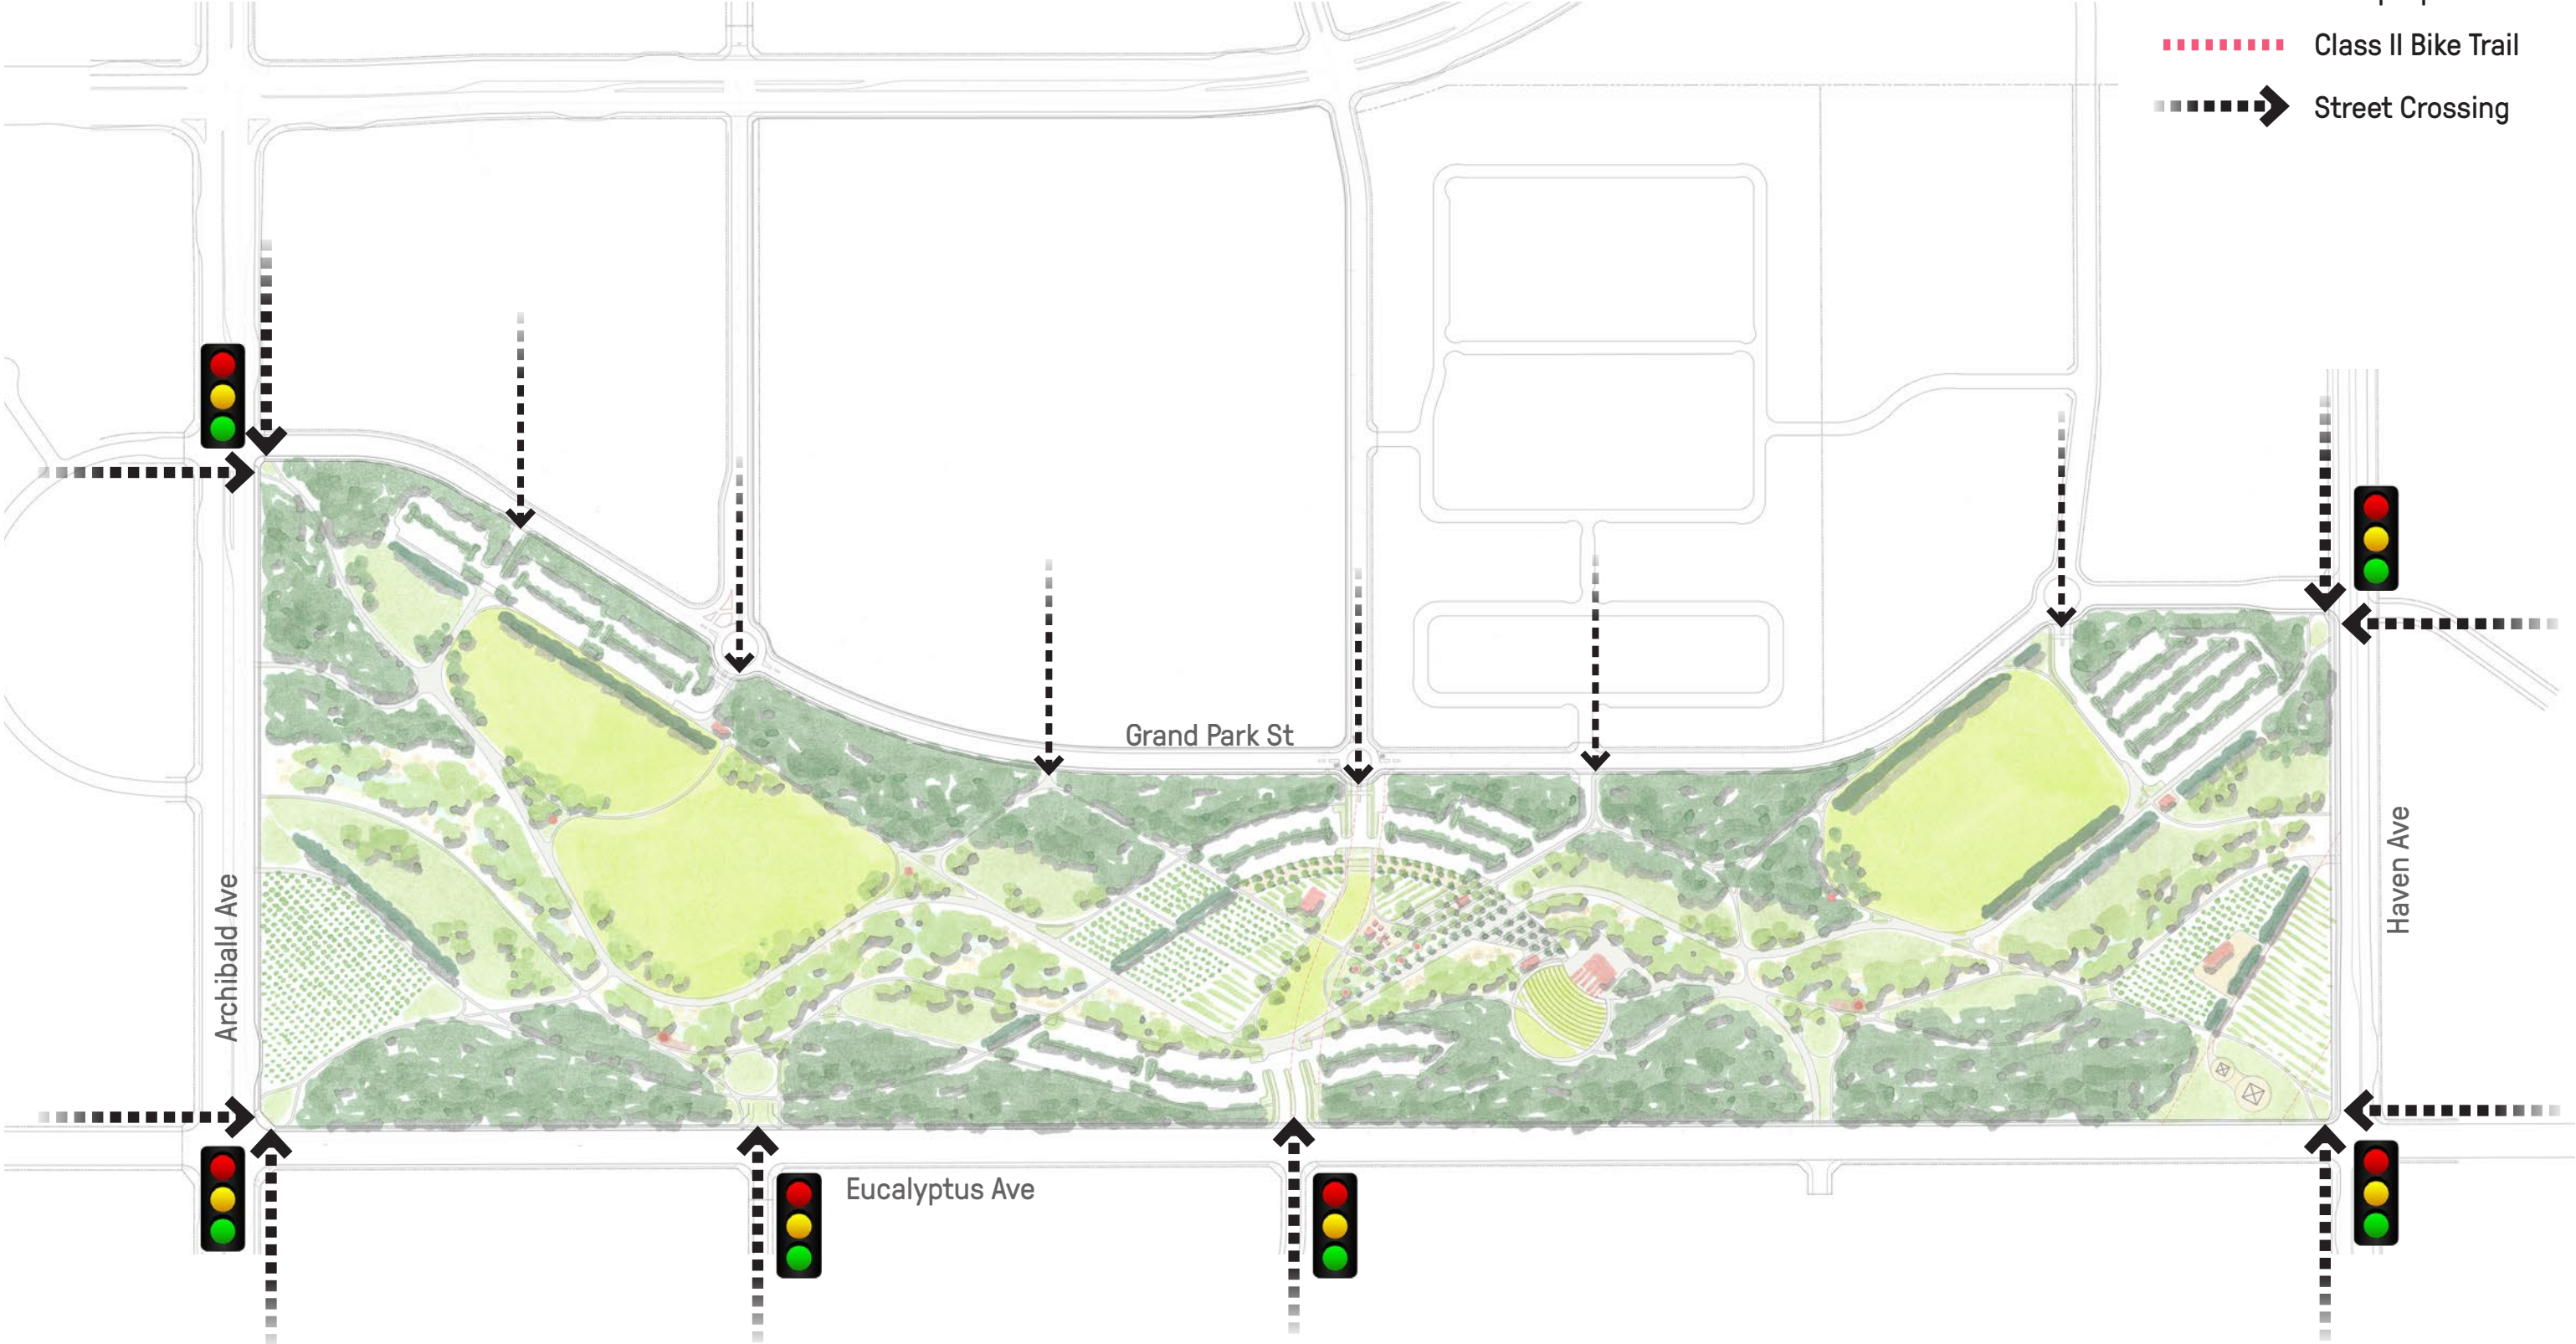 Class II Bike Trail
Street Crossing
Grand Park St
Archibald Ave
Haven Ave
Eucalyptus Ave